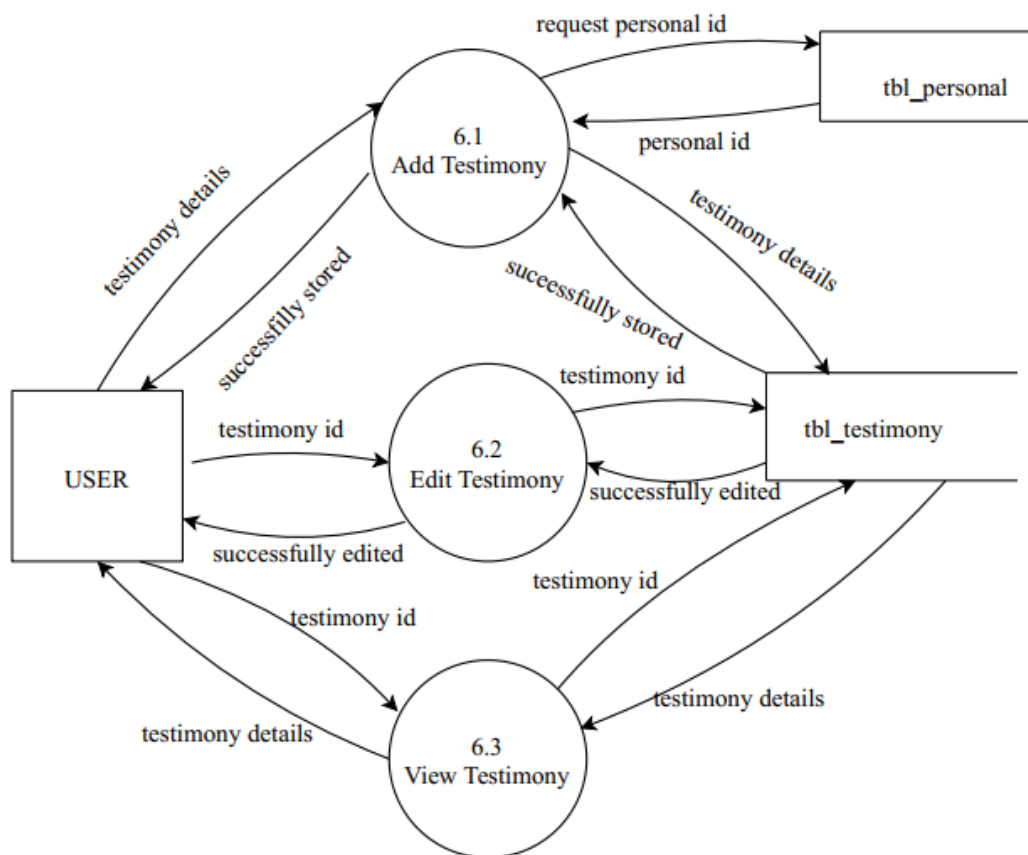 request personal id
tbl_personal
6.1
Add Testimony
personal id
testimony details
successfilly stored
testimony details
suceessfully stored
testimony id
6.2
Edit Testimony
testimony id
tbl_testimony
USER
successfully edited
successfully edited
testimony id
testimony id
testimony details
testimony details
6.3
View Testimony